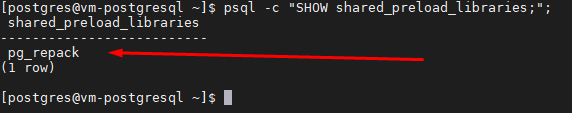 [postgres@vm-postgresql ~]$ psql -c "SHOW shared_preload_libraries;";
shared_preload_libraries
--------------------------
pg_repack
(1 row)
[postgres@vm-postgresql ~]$